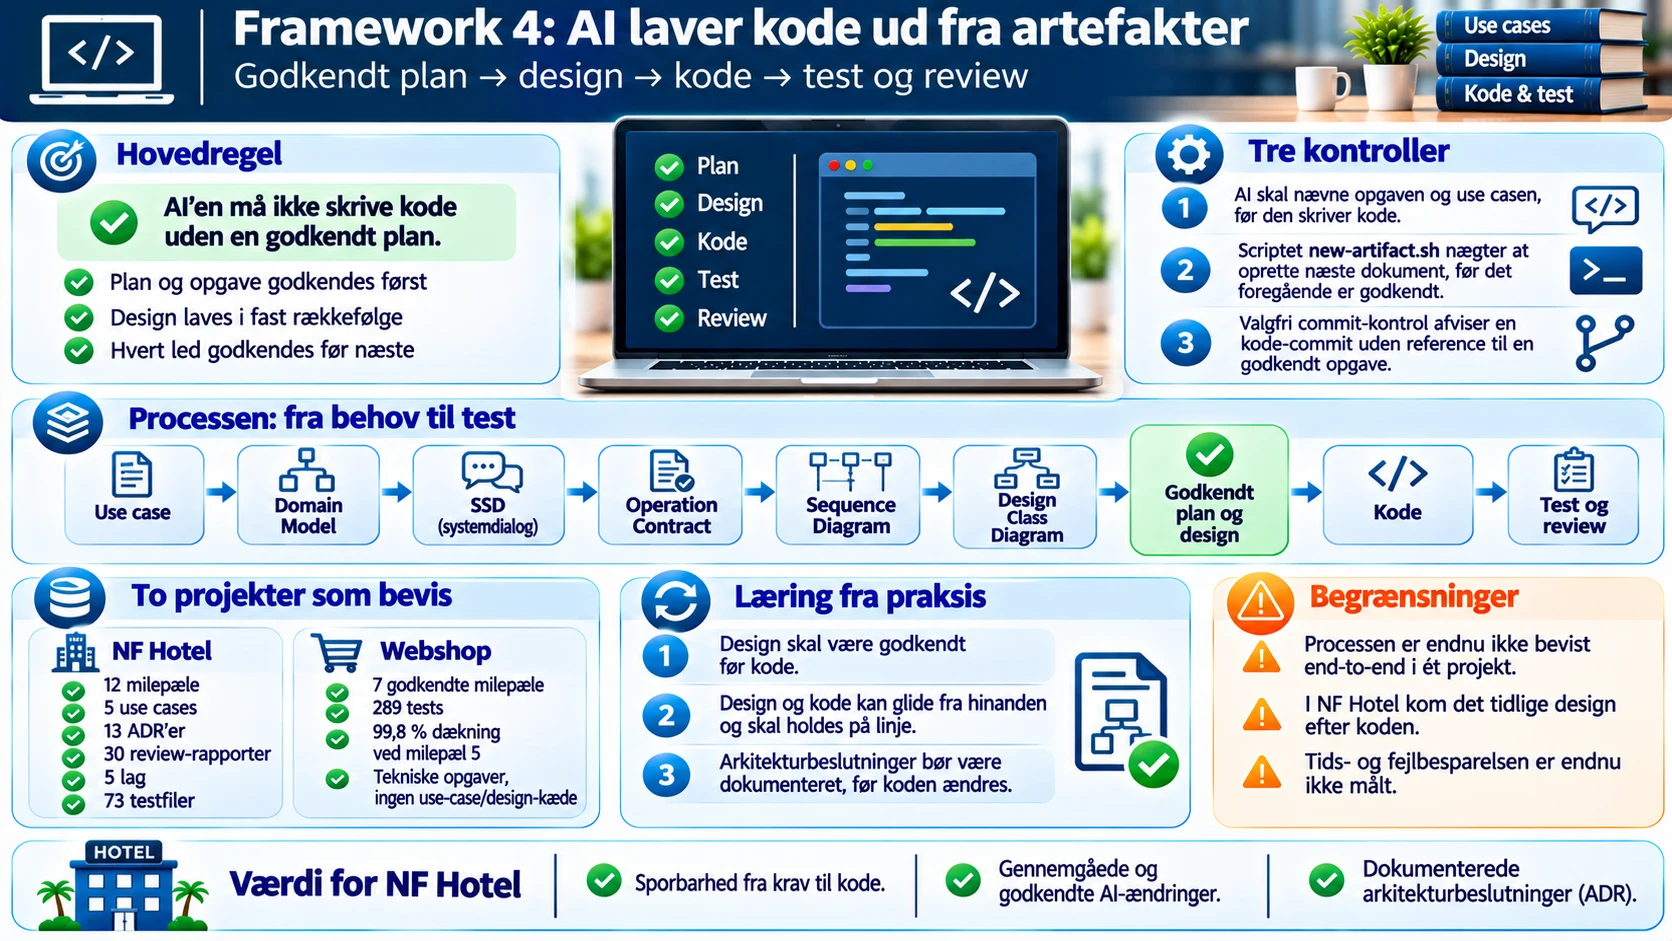 </>
Framework 4: AI laver kode ud fra artefakter
Godkendt plan → design → kode → test og review
Use cases
Design
Kode & test
Hovedregel
AI'en må ikke skrive kode
uden en godkendt plan.
Plan og opgave godkendes først
Design laves i fast rækkefølge
Hvert led godkendes før næste
Plan
Design
Kode
Test
Review
</>
Tre kontroller
1
AI skal nævne opgaven og use casen,
før den skriver kode.
</>
2
Scriptet new-artifact.sh nægter at
oprette næste dokument, før det
foregående er godkendt.
>_
3
Valgfri commit-kontrol afviser en
kode-commit uden reference til en
godkendt opgave.
Processen: fra behov til test
Use case
Domain
Model
SSD
(systemdialog)
Operation
Contract
Sequence
Diagram
Design
Class
Diagram
Godkendt
plan og
design
</>
Kode
Test og
review
To projekter som bevis
NF Hotel
12 milepæle
5 use cases
13 ADR'er
30 review-rapporter
5 lag
73 testfiler
Webshop
7 godkendte milepæle
289 tests
99,8 % dækning
ved milepæl 5
Tekniske opgaver,
ingen use-case/design-kæde
Læring fra praksis
1
Design skal være godkendt
før kode.
2
Design og kode kan glide fra hinanden
og skal holdes på linje.
3
Arkitekturbeslutninger bør være
dokumenteret, før koden ændres.
Begrænsninger
Processen er endnu ikke bevist
end-to-end i ét projekt.
I NF Hotel kom det tidlige design
efter koden.
Tids- og fejlbesparelsen er endnu
ikke målt.
HOTEL
Værdi for NF Hotel
Sporbarhed fra krav til kode.
Gennemgåede og
godkendte AI-ændringer.
Dokumenterede
arkitekturbeslutninger (ADR).